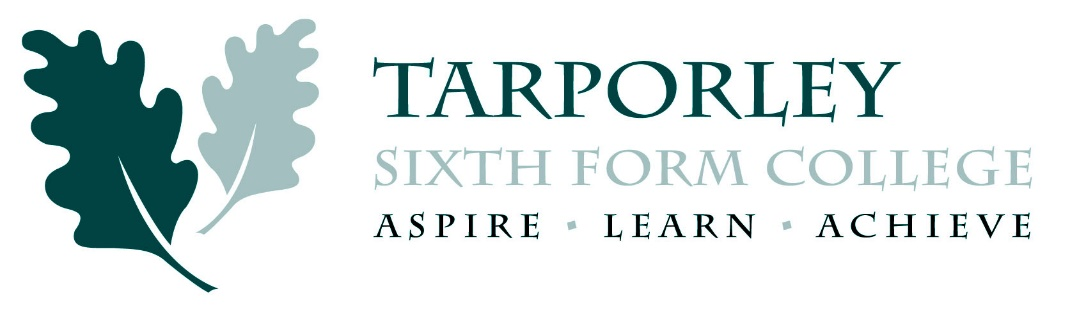 TARPORLEY
SIXTH FORM COLLEGE
ASPIRE · LEARN · ACHIEVE